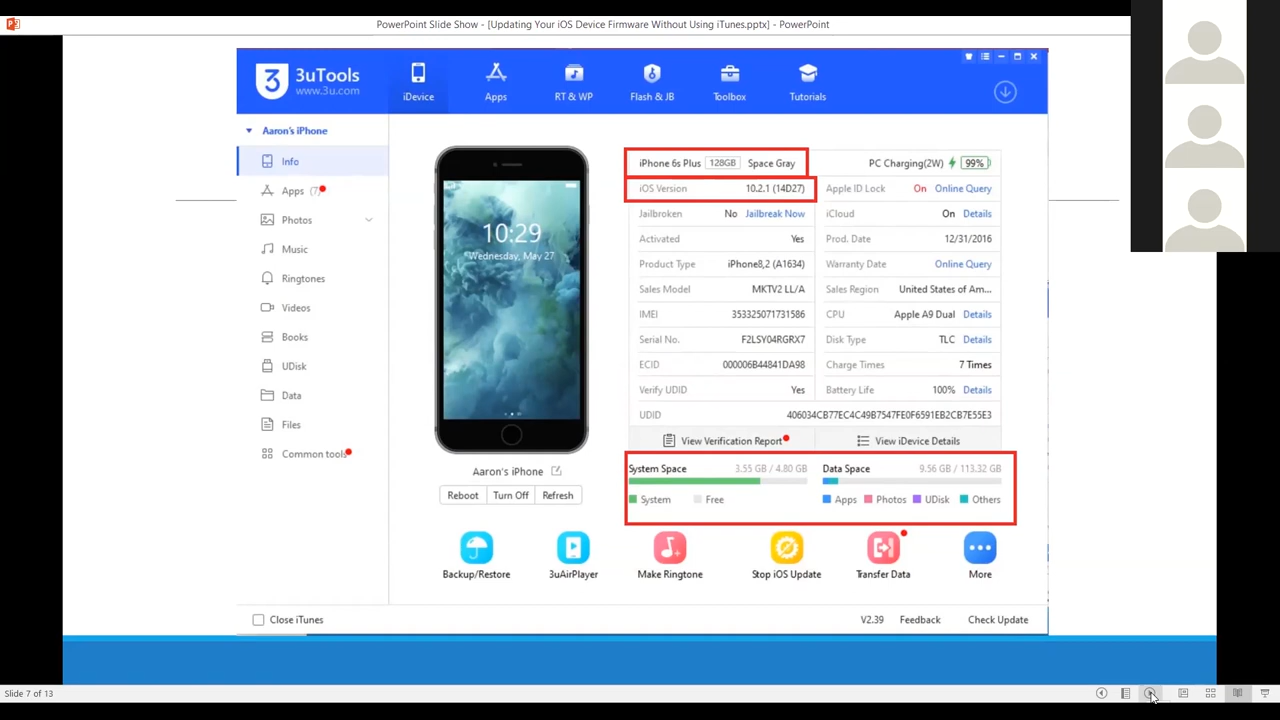 PowerPoint Slide Show - [Updating Your iOS Device Firmware Without Using iTunes.pptx] - PowerPoint
3 3uTools
www.3u.com
iDevice Apps RT & WP Flash & JB Toolbox Tutorials
Aaron's iPhone
Info
Apps (7)
Photos
Music
Ringtones
Videos
Books
UDisk
Data
Files
Common tools
10:29
Wednesday, May 27
Aaron's iPhone
Reboot Turn Off Refresh
iPhone 6s Plus 128GB Space Gray PC Charging(2W) 99%
iOS Version 10.2.1 (14D27) Apple ID Lock On Online Query
Jailbroken No Jailbreak Now iCloud On Details
Activated Yes Prod. Date 12/31/2016
Product Type iPhone8,2 (A1634) Warranty Date Online Query
Sales Model MKTV2 LL/A Sales Region United States of Am...
IMEI 353325071731586 CPU Apple A9 Dual Details
Serial No. F2LSY04RGRX7 Disk Type TLC Details
ECID 000006B44841DA98 Charge Times 7 Times
Verify UDID Yes Battery Life 100% Details
UDID 406034CB77EC4C49B7547FE0F6591EB2CB7E55E3
View Verification Report View iDevice Details
System Space 3.55 GB / 4.80 GB Data Space 9.56 GB / 113.32 GB
System Free Apps Photos UDisk Others
Backup/Restore 3uAirPlayer Make Ringtone Stop iOS Update Transfer Data More
Close iTunes V2.39 Feedback Check Update
Slide 7 of 13